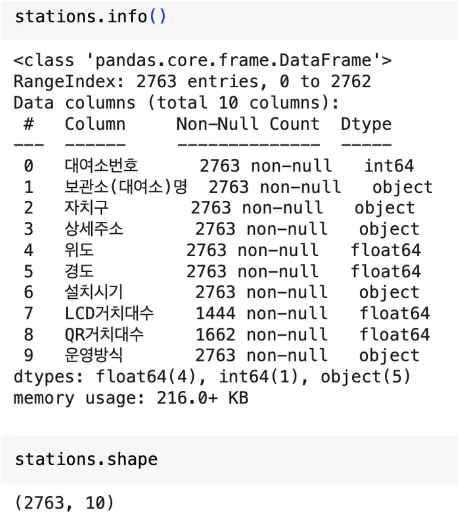 stations.info()
<class 'pandas.core.frame.DataFrame'>
RangeIndex: 2763 entries, 0 to 2762
Data columns (total 10 columns):
 #   Column      Non-Null Count  Dtype
---  ------      --------------  -----
 0   대여소번호       2763 non-null   int64
 1   보관소(대여소)명  2763 non-null   object
 2   자치구        2763 non-null   object
 3   상세주소       2763 non-null   object
 4   위도         2763 non-null   float64
 5   경도         2763 non-null   float64
 6   설치시기       2763 non-null   object
 7   LCD거치대수    1444 non-null   float64
 8   QR거치대수     1662 non-null   float64
 9   운영방식       2763 non-null   object
dtypes: float64(4), int64(1), object(5)
memory usage: 216.0+ KB
stations.shape
(2763, 10)